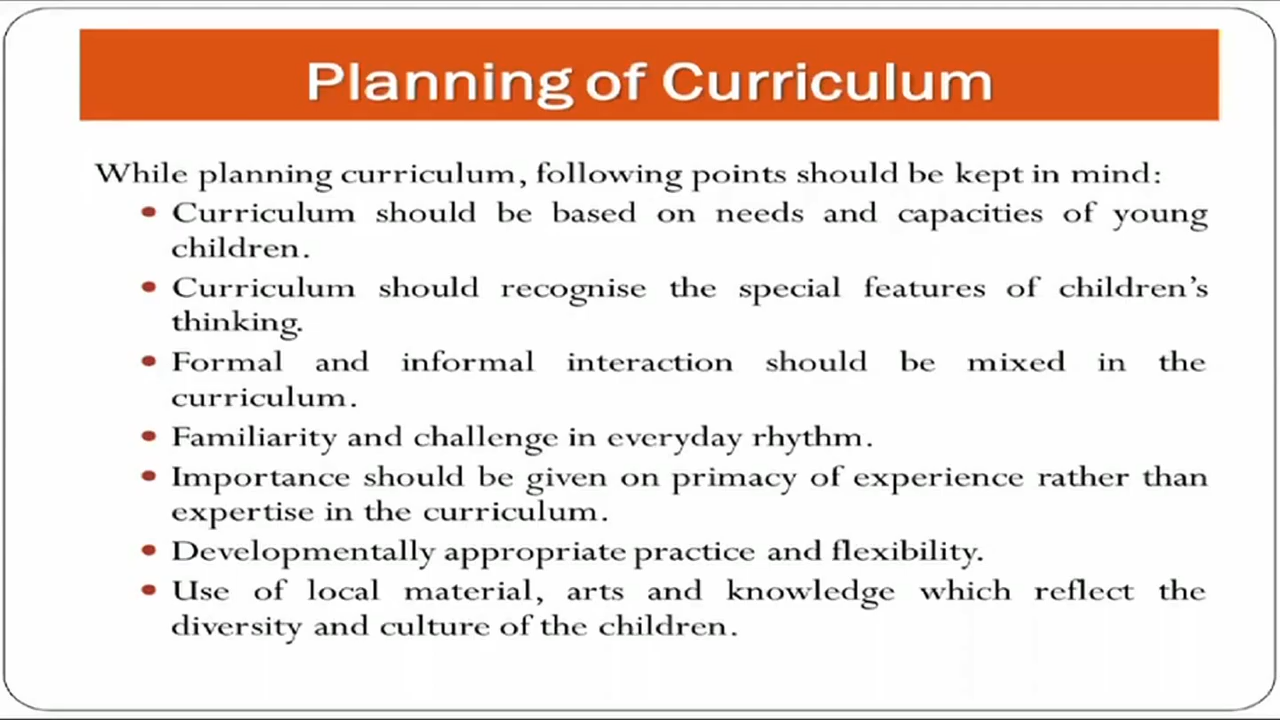 Planning of Curriculum
While planning curriculum, following points should be kept in mind:
• Curriculum should be based on needs and capacities of young
children.
• Curriculum should recognise the special features of children's
thinking.
• Formal and informal interaction should be mixed in the
curriculum.
• Familiarity and challenge in everyday rhythm.
• Importance should be given on primacy of experience rather than
expertise in the curriculum.
• Developmentally appropriate practice and flexibility.
• Use of local material, arts and knowledge which reflect the
diversity and culture of the children.